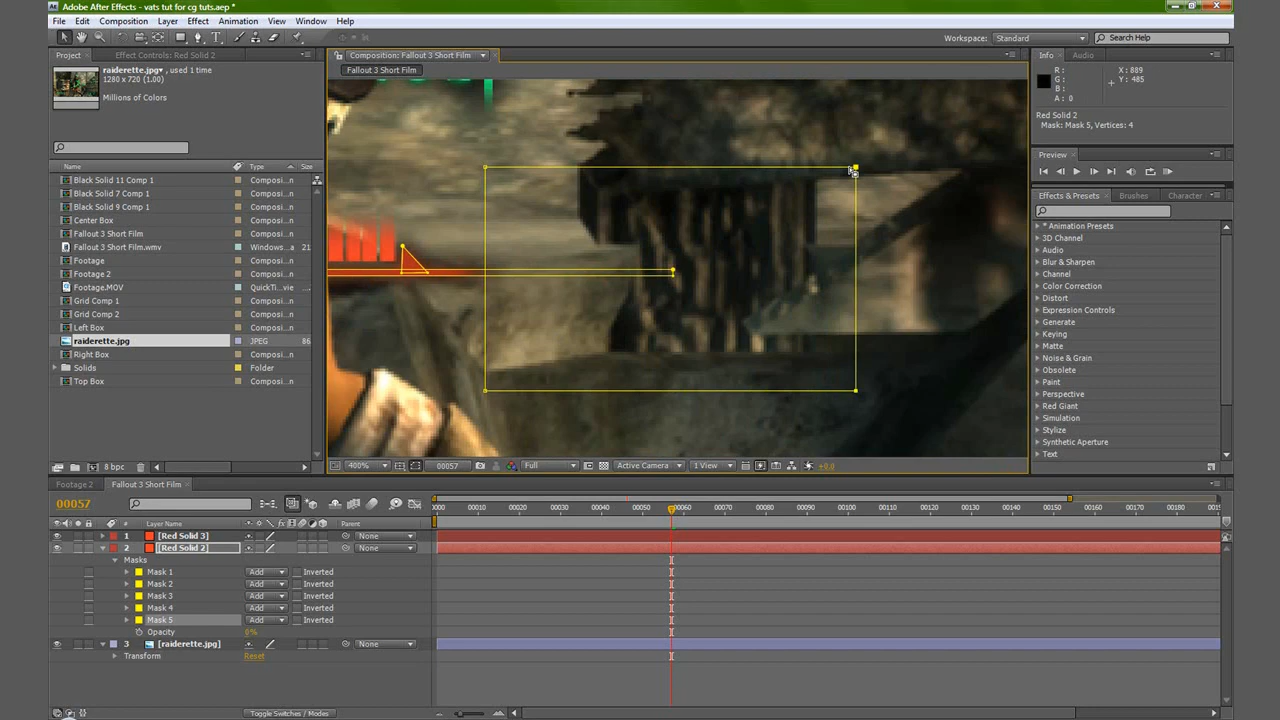 Adobe After Effects - vats tut for cg tuts.aep *
File Edit Composition Layer Effect Animation View Window Help
Workspace: Standard Search Help
Project Effect Controls: Red Solid 2
Composition: Fallout 3 Short Film
Info Audio
raiderette.jpg , used 1 time
1280 x 720 (1.00)
Millions of Colors
Fallout 3 Short Film
R: X: 889
G: Y: 485
B:
A: 0
Red Solid 2
Mask: Mask 5, Vertices: 4
Preview
Name Type Size
Black Solid 11 Comp 1 Composi...n
Black Solid 7 Comp 1 Composi...n
Black Solid 9 Comp 1 Composi...n
Center Box Composi...n
Fallout 3 Short Film Composi...n
Fallout 3 Short Film.wmv Windows...a 21
Footage Composi...n
Footage 2 Composi...n
Footage.MOV QuickTi...vie
Grid Comp 1 Composi...n
Grid Comp 2 Composi...n
Left Box Composi...n
raiderette.jpg JPEG 86
Right Box Composi...n
Solids Folder
Top Box Composi...n
8 bpc
Effects & Presets Brushes Character
* Animation Presets
3D Channel
Audio
Blur & Sharpen
Channel
Color Correction
Distort
Expression Controls
Generate
Keying
Matte
Noise & Grain
Obsolete
Paint
Perspective
Red Giant
Simulation
Stylize
Synthetic Aperture
Text
400% 00057 Full Active Camera 1 View +0.0
Footage 2 Fallout 3 Short Film
00057
0000 00010 00020 00030 00040 00050 00060 00070 00080 00090 00100 00110 00120 00130 00140 00150 00160 00170 00180 0019
# Layer Name Parent
1 [Red Solid 3] None
2 [Red Solid 2] None
Masks
Mask 1 Add Inverted
Mask 2 Add Inverted
Mask 3 Add Inverted
Mask 4 Add Inverted
Mask 5 Add Inverted
Opacity 0%
3 [raiderette.jpg] None
Transform Reset
Toggle Switches / Modes